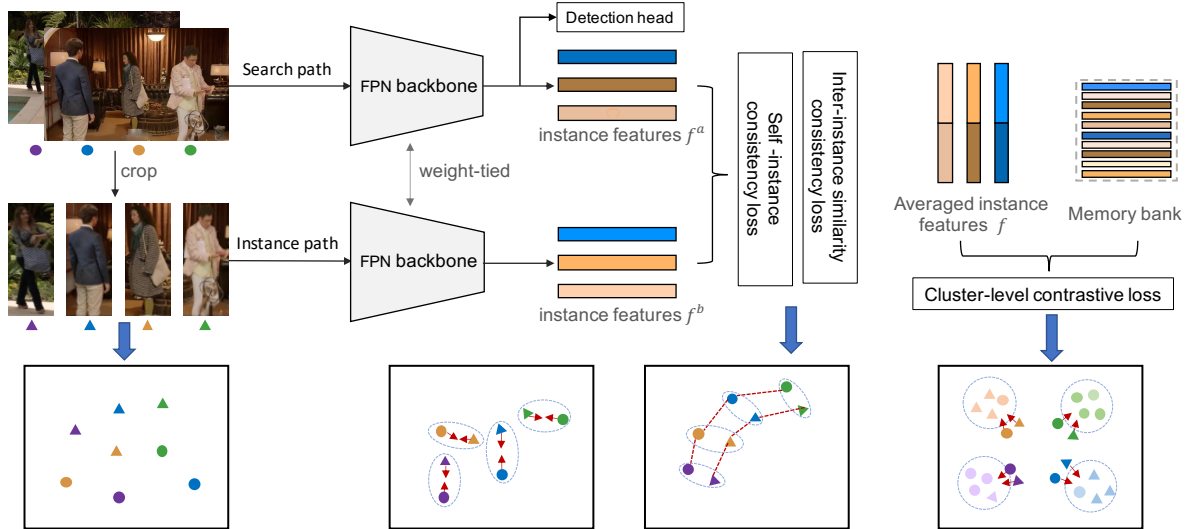 Detection head
Search path
FPN backbone
instance features f^a
crop
weight-tied
Instance path
FPN backbone
instance features f^b
Self -instance
consistency loss
Inter-instance similarity
consistency loss
Averaged instance
features f
Memory bank
Cluster-level contrastive loss